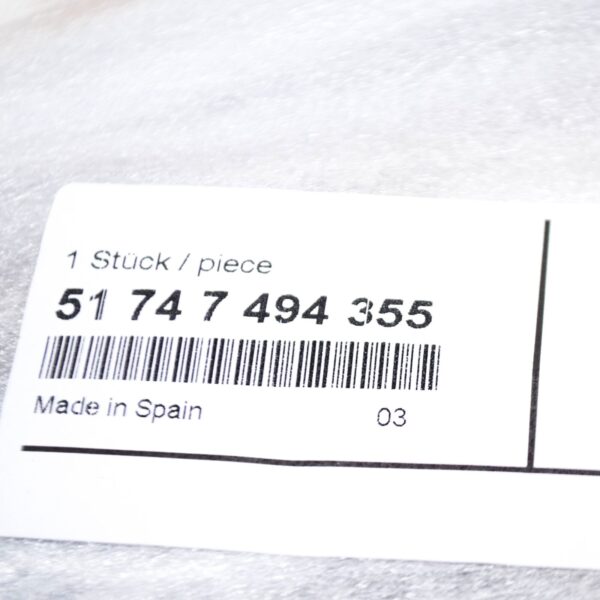 1 Stück / piece
51 74 7 494 355
Made in Spain 03